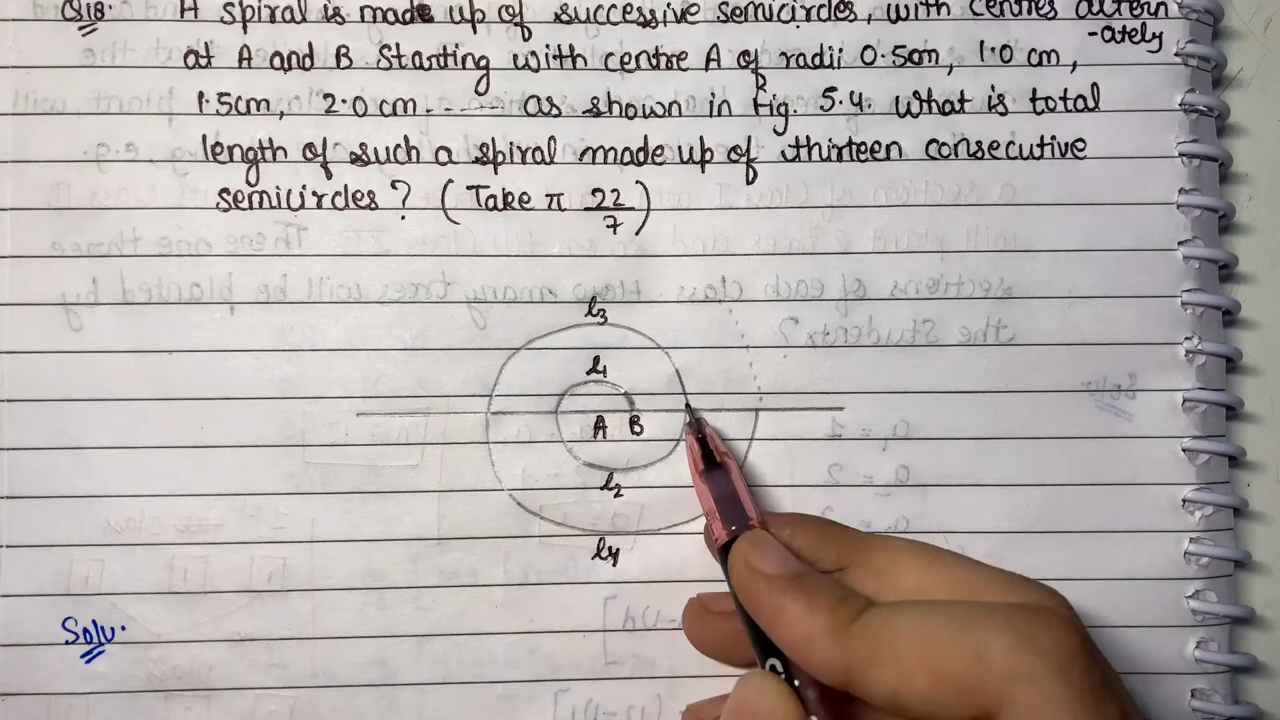 Q18. A spiral is made up of successive semicircles, with centres altern
-ately
at A and B Starting with centre A of radii 0.5cm, 1.0 cm,
1.5cm, 2.0 cm ---- as shown in Fig. 5.4. What is total
length of such a spiral made up of thirteen consecutive
semicircles? (Take π 22/7)
l3
l1
A B
l2
l4
Solu.